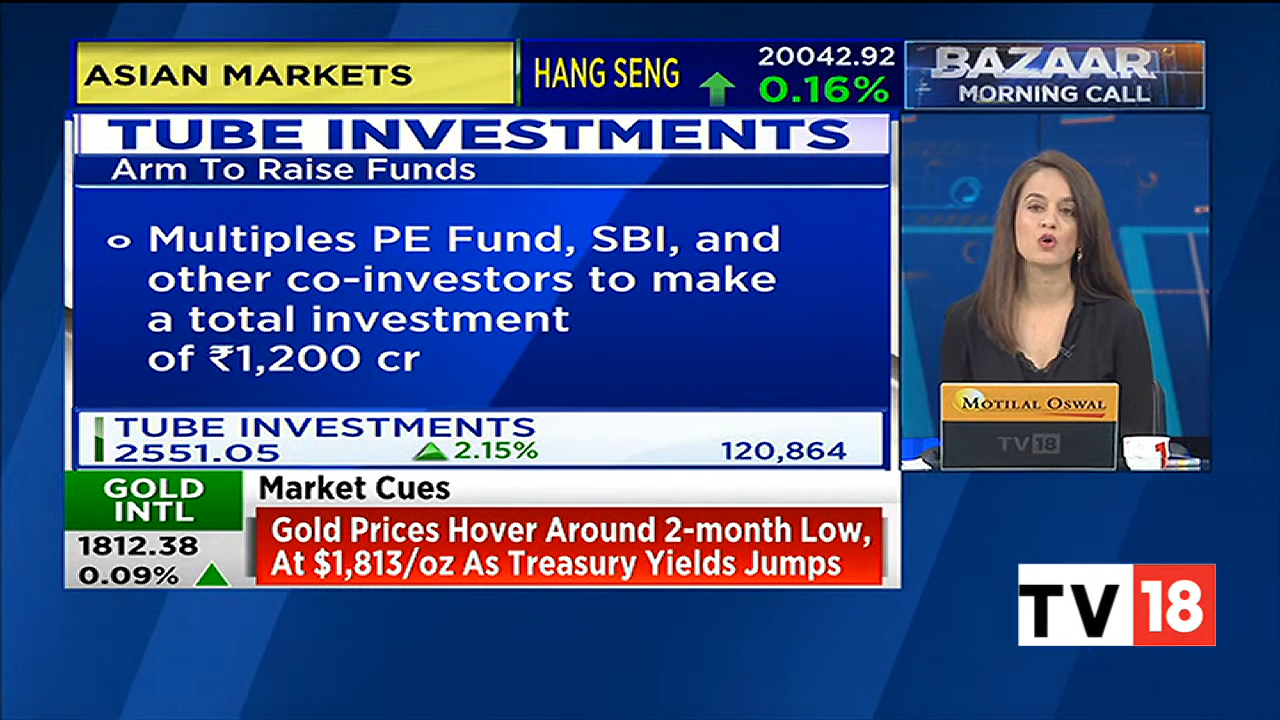 ASIAN MARKETS
HANG SENG
20042.92
0.16%
BAZAAR
MORNING CALL
TUBE INVESTMENTS
Arm To Raise Funds
Multiples PE Fund, SBI, and
other co-investors to make
a total investment
of ₹1,200 cr
MOTILAL OSWAL
TV18
TUBE INVESTMENTS
2551.05
2.15%
120,864
GOLD
INTL
1812.38
0.09%
Market Cues
Gold Prices Hover Around 2-month Low,
At $1,813/oz As Treasury Yields Jumps
TV18